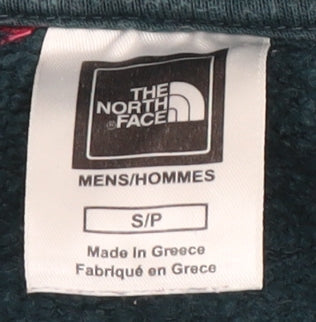 THE
NORTH
®FACE
MENS/HOMMES
S/P
Made In Greece
Fabriqué en Grece